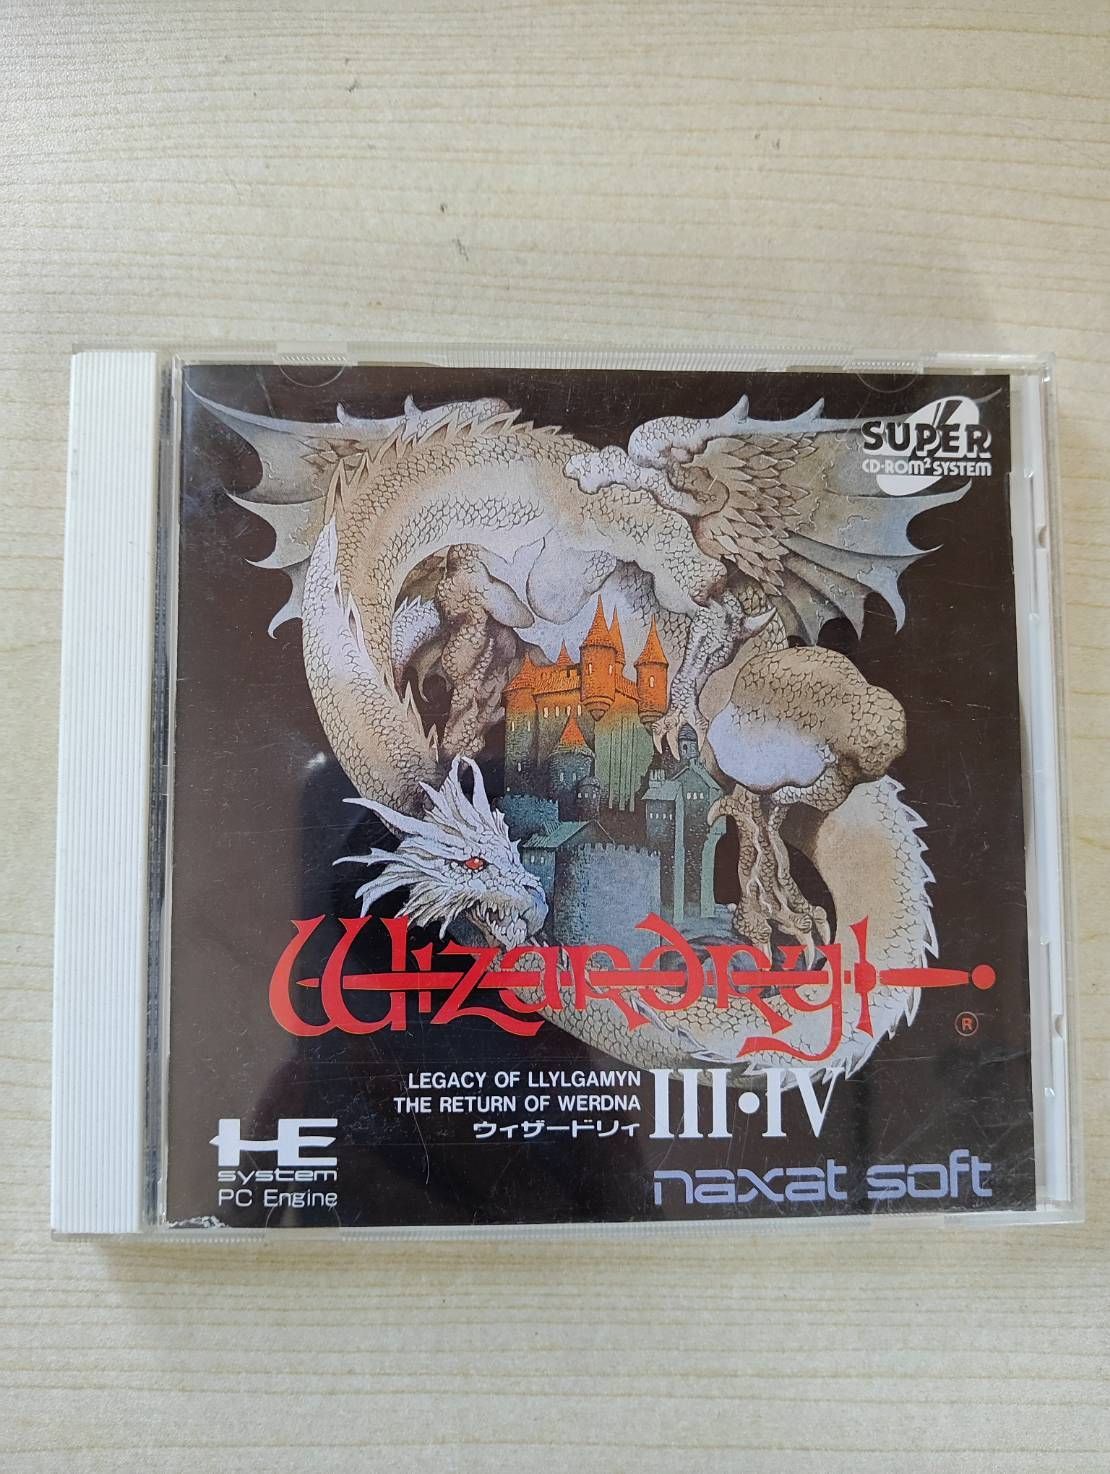 SUPER
CD-ROM² SYSTEM
Wizardry
®
LEGACY OF LLYLGAMYN
THE RETURN OF WERDNA
ウィザードリィ
III•IV
HE
system
PC Engine
naxat soft